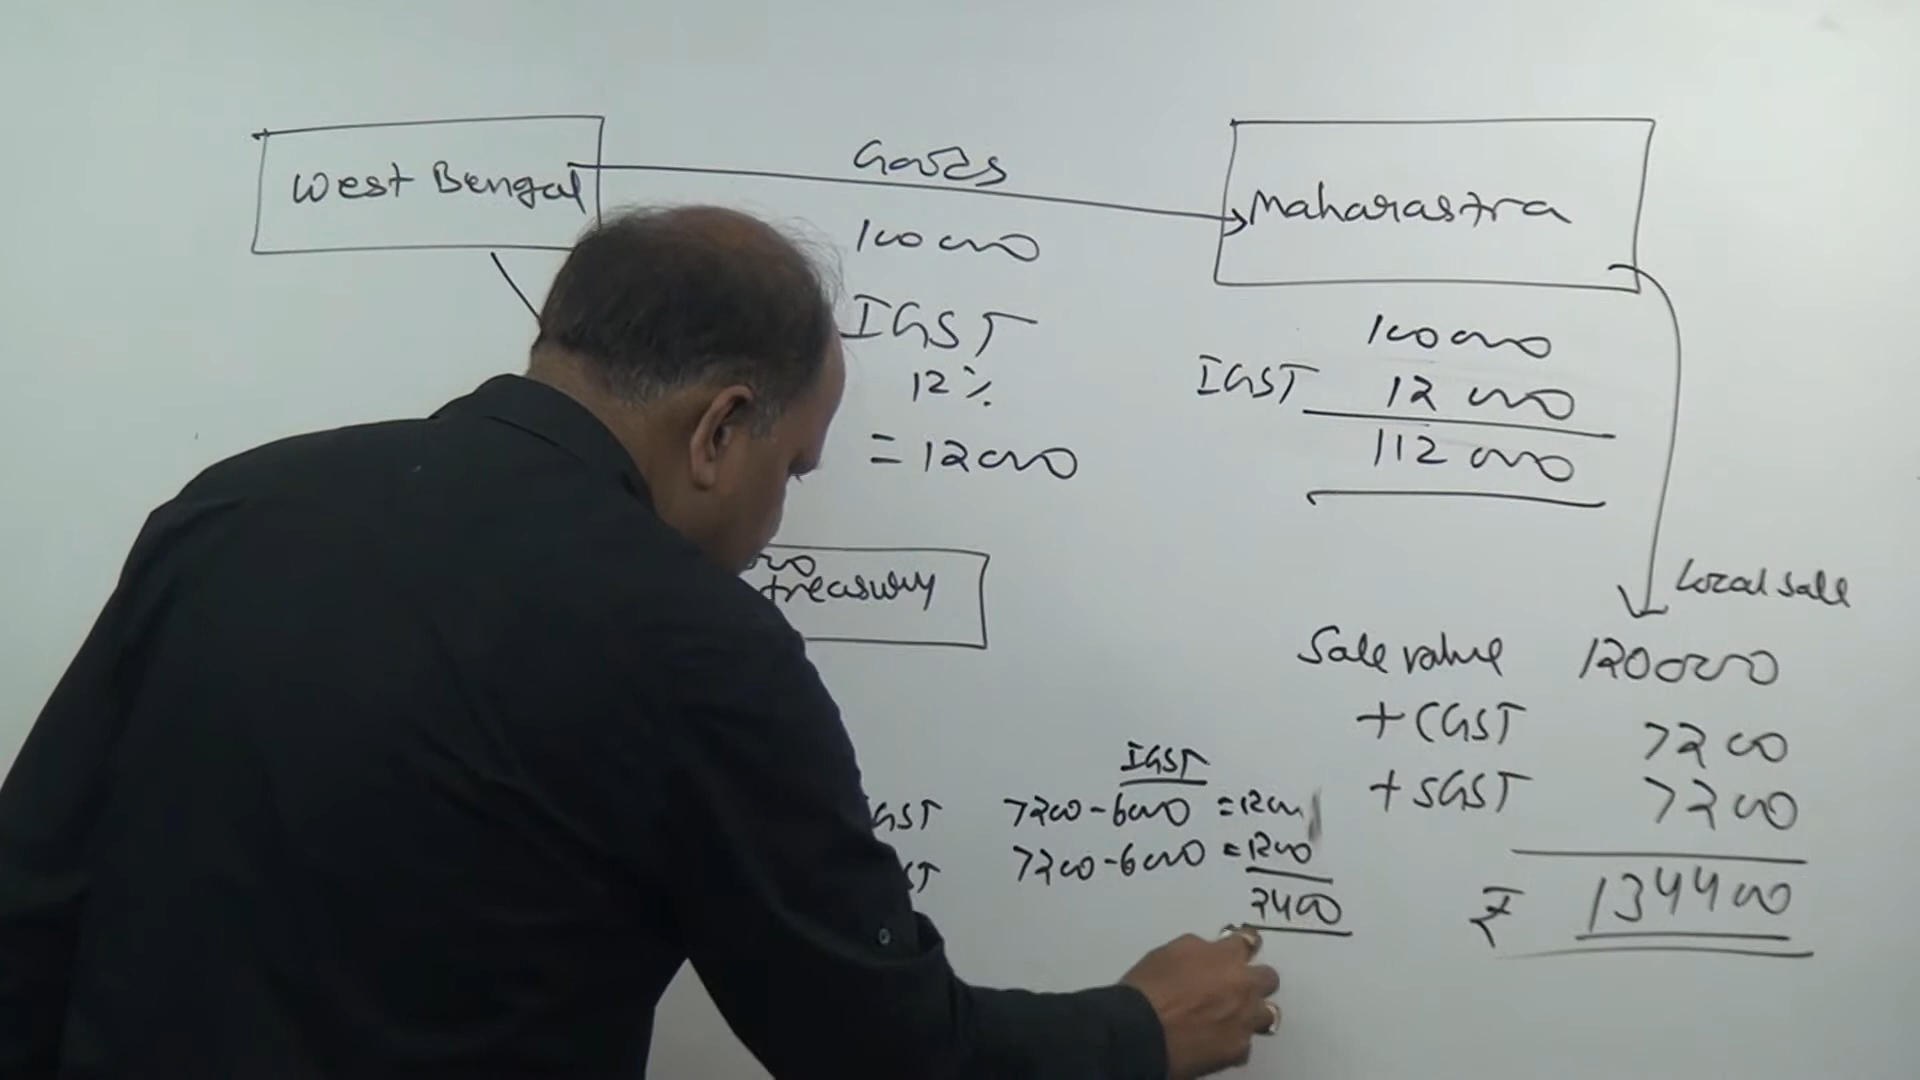 West Bengal
Goods
Maharastra
100000
IGST
12%
= 12000
100000
IGST 12000
112000
treasury
Local sale
Sale value 120000
+ CGST 7200
+ SGST 7200
₹ 134400
IGST
7200-6000 = 1200
7200-6000 = 1200
2400